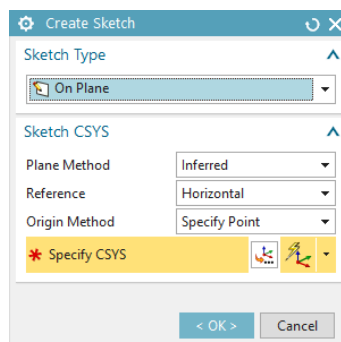 Create Sketch
Sketch Type
On Plane
Sketch CSYS
Plane Method Inferred
Reference Horizontal
Origin Method Specify Point
* Specify CSYS
< OK > Cancel